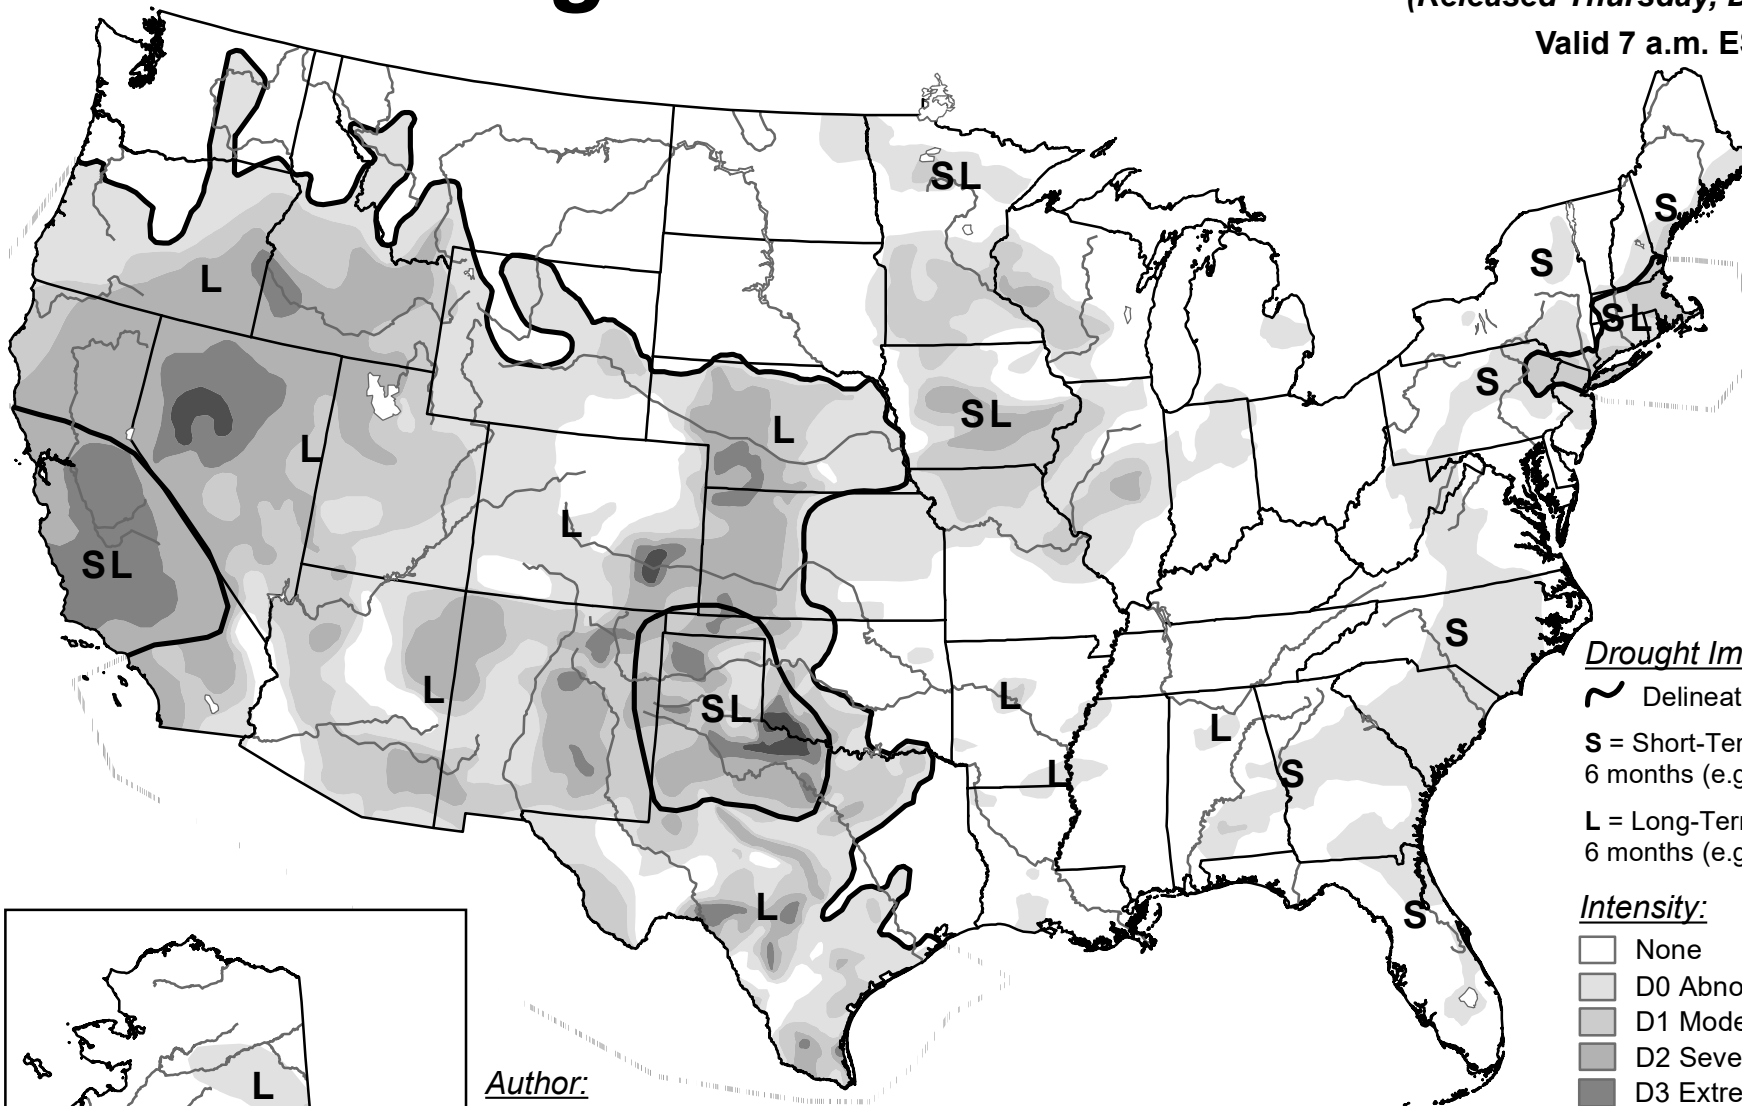 g
(Released Thursday, D
Valid 7 a.m. ES
SL
S
S
L
SL
S
L
SL
L
L
SL
S
L
L
SL
L
L
S
L
L
S
L
Drought Im
Delineat
S = Short-Ter
6 months (e.g
L = Long-Terr
6 months (e.g
Intensity:
None
D0 Abno
D1 Mode
D2 Seve
D3 Extre
Author: